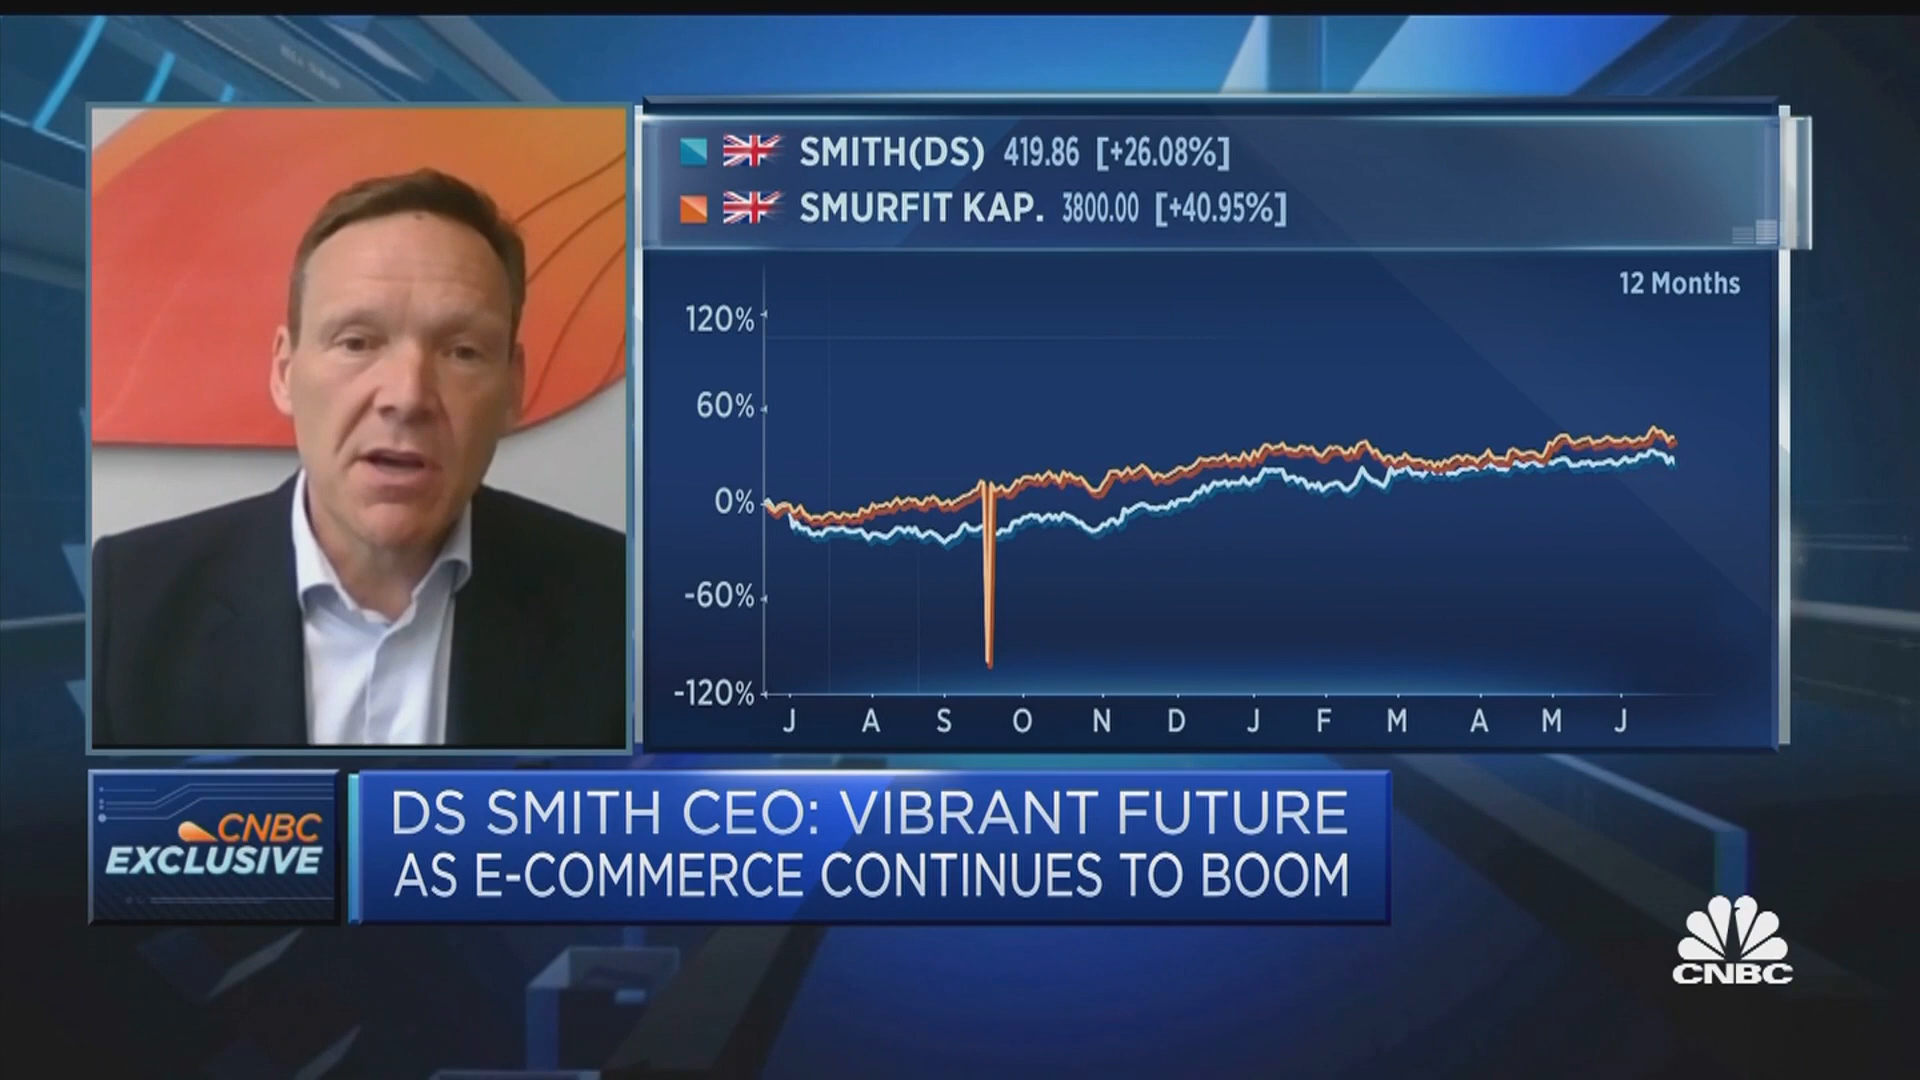 SMITH(DS) 419.86 [+26.08%]
SMURFIT KAP. 3800.00 [+40.95%]
12 Months
120%
60%
0%
-60%
-120%
J A S O N D J F M A M J
CNBC
EXCLUSIVE
DS SMITH CEO: VIBRANT FUTURE
AS E-COMMERCE CONTINUES TO BOOM
CNBC